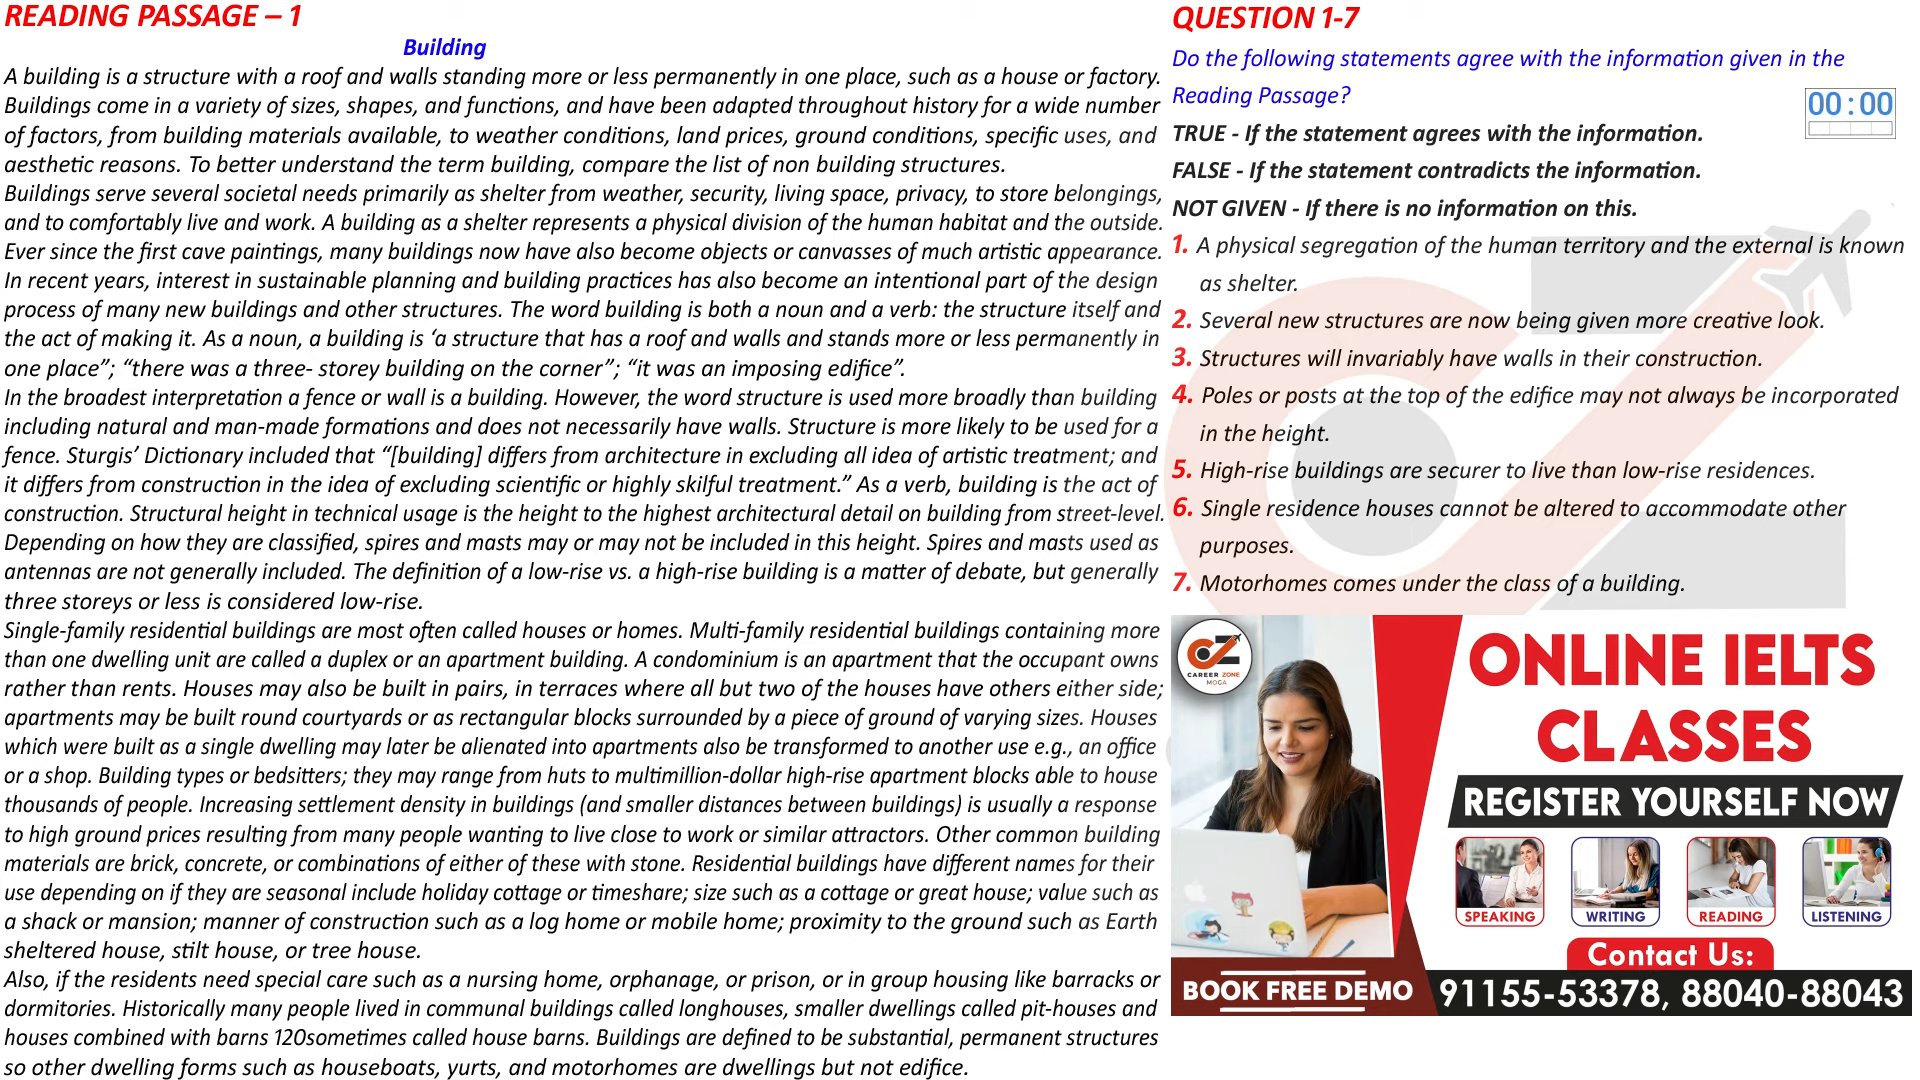 READING PASSAGE – 1
Building
A building is a structure with a roof and walls standing more or less permanently in one place, such as a house or factory.
Buildings come in a variety of sizes, shapes, and functions, and have been adapted throughout history for a wide number
of factors, from building materials available, to weather conditions, land prices, ground conditions, specific uses, and
aesthetic reasons. To better understand the term building, compare the list of non building structures.
Buildings serve several societal needs primarily as shelter from weather, security, living space, privacy, to store belongings,
and to comfortably live and work. A building as a shelter represents a physical division of the human habitat and the outside.
Ever since the first cave paintings, many buildings now have also become objects or canvasses of much artistic appearance.
In recent years, interest in sustainable planning and building practices has also become an intentional part of the design
process of many new buildings and other structures. The word building is both a noun and a verb: the structure itself and
the act of making it. As a noun, a building is ‘a structure that has a roof and walls and stands more or less permanently in
one place”; “there was a three- storey building on the corner”; “it was an imposing edifice”.
In the broadest interpretation a fence or wall is a building. However, the word structure is used more broadly than building
including natural and man-made formations and does not necessarily have walls. Structure is more likely to be used for a
fence. Sturgis’ Dictionary included that “[building] differs from architecture in excluding all idea of artistic treatment; and
it differs from construction in the idea of excluding scientific or highly skilful treatment.” As a verb, building is the act of
construction. Structural height in technical usage is the height to the highest architectural detail on building from street-level.
Depending on how they are classified, spires and masts may or may not be included in this height. Spires and masts used as
antennas are not generally included. The definition of a low-rise vs. a high-rise building is a matter of debate, but generally
three storeys or less is considered low-rise.
Single-family residential buildings are most often called houses or homes. Multi-family residential buildings containing more
than one dwelling unit are called a duplex or an apartment building. A condominium is an apartment that the occupant owns
rather than rents. Houses may also be built in pairs, in terraces where all but two of the houses have others either side;
apartments may be built round courtyards or as rectangular blocks surrounded by a piece of ground of varying sizes. Houses
which were built as a single dwelling may later be alienated into apartments also be transformed to another use e.g., an office
or a shop. Building types or bedsitters; they may range from huts to multimillion-dollar high-rise apartment blocks able to house
thousands of people. Increasing settlement density in buildings (and smaller distances between buildings) is usually a response
to high ground prices resulting from many people wanting to live close to work or similar attractors. Other common building
materials are brick, concrete, or combinations of either of these with stone. Residential buildings have different names for their
use depending on if they are seasonal include holiday cottage or timeshare; size such as a cottage or great house; value such as
a shack or mansion; manner of construction such as a log home or mobile home; proximity to the ground such as Earth
sheltered house, stilt house, or tree house.
Also, if the residents need special care such as a nursing home, orphanage, or prison, or in group housing like barracks or
dormitories. Historically many people lived in communal buildings called longhouses, smaller dwellings called pit-houses and
houses combined with barns 120sometimes called house barns. Buildings are defined to be substantial, permanent structures
so other dwelling forms such as houseboats, yurts, and motorhomes are dwellings but not edifice.
QUESTION 1-7
Do the following statements agree with the information given in the
Reading Passage?
00:00
TRUE - If the statement agrees with the information.
FALSE - If the statement contradicts the information.
NOT GIVEN - If there is no information on this.
1. A physical segregation of the human territory and the external is known
as shelter.
2. Several new structures are now being given more creative look.
3. Structures will invariably have walls in their construction.
4. Poles or posts at the top of the edifice may not always be incorporated
in the height.
5. High-rise buildings are securer to live than low-rise residences.
6. Single residence houses cannot be altered to accommodate other
purposes.
7. Motorhomes comes under the class of a building.
CAREER ZONE
MOGA
ONLINE IELTS
CLASSES
REGISTER YOURSELF NOW
SPEAKING WRITING READING LISTENING
Contact Us:
BOOK FREE DEMO
91155-53378, 88040-88043